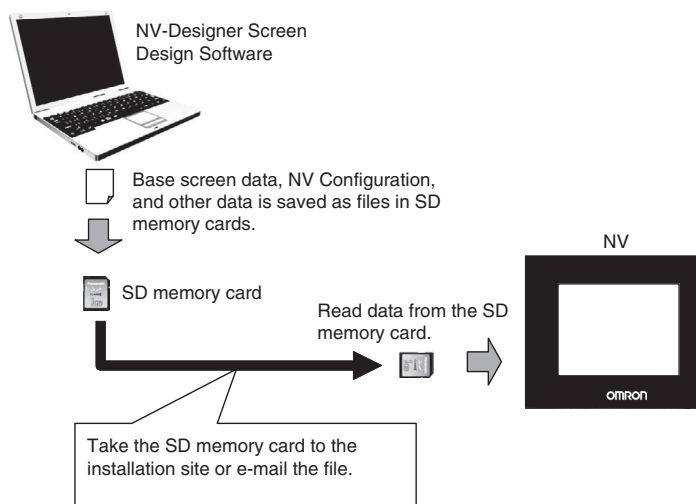 NV-Designer Screen
Design Software
Base screen data, NV Configuration,
and other data is saved as files in SD
memory cards.
NV
SD memory card
Read data from the SD
memory card.
OMRON
Take the SD memory card to the
installation site or e-mail the file.